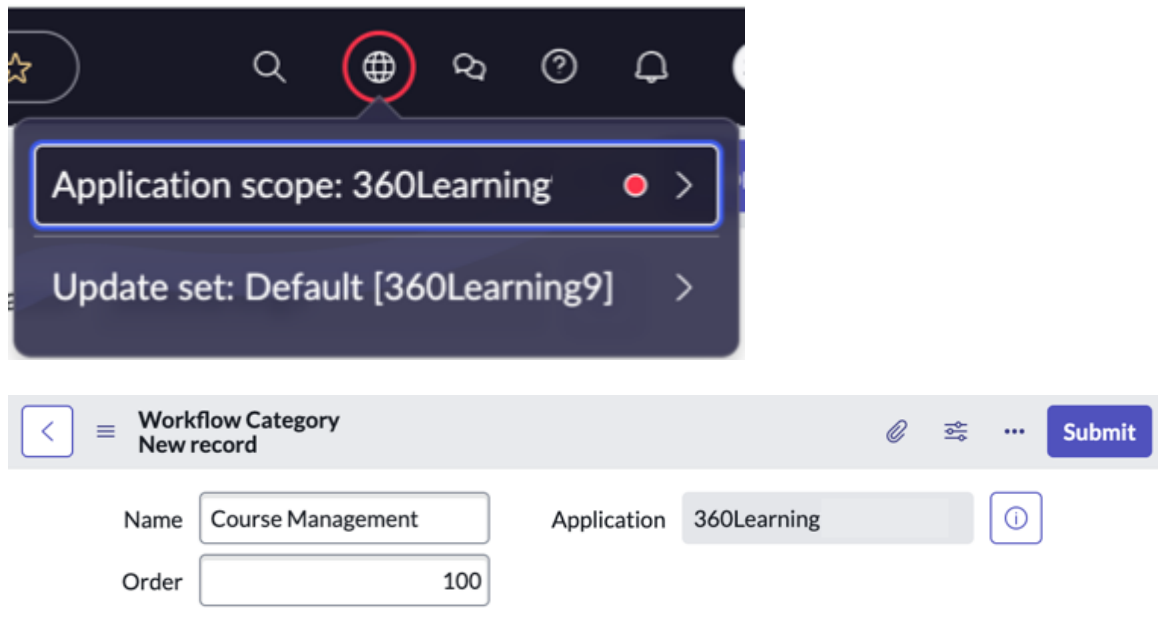 Application scope: 360Learning
Update set: Default [360Learning9]
Workflow Category
New record
Submit
Name Course Management Application 360Learning
Order 100